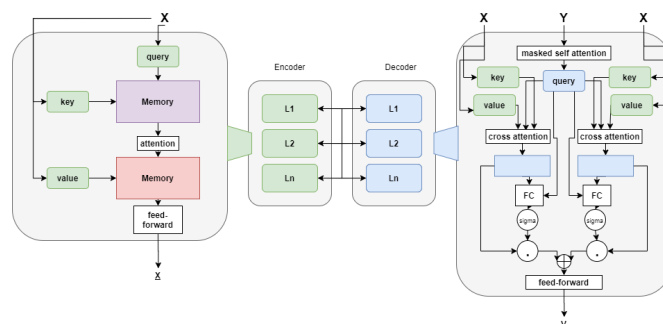 X
query
key
Memory
attention
value
Memory
feed-
forward
X
Encoder
Decoder
L1
L1
L2
L2
Ln
Ln
X
Y
X
masked self attention
key
query
key
value
value
cross attention
cross attention
FC
FC
sigma
sigma
.
.
feed-forward